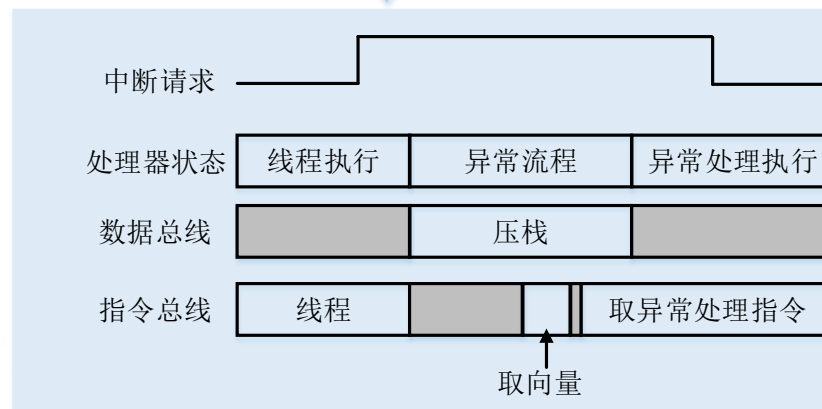 中断请求
处理器状态 线程执行 异常流程 异常处理执行
数据总线 压栈
指令总线 线程 取异常处理指令
取向量